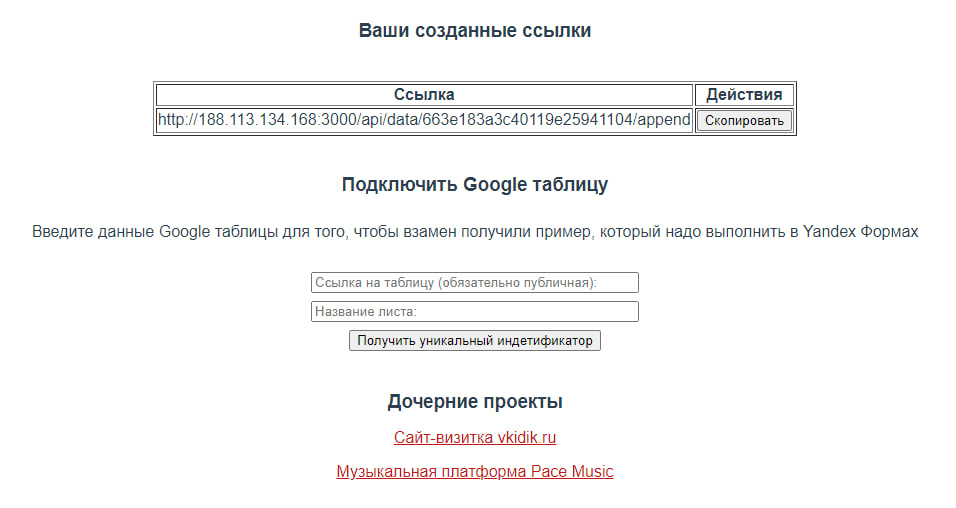 Ваши созданные ссылки
Ссылка Действия
http://188.113.134.168:3000/api/data/663e183a3c40119e25941104/append Скопировать
Подключить Google таблицу
Введите данные Google таблицы для того, чтобы взамен получили пример, который надо выполнить в Yandex Формах
Ссылка на таблицу (обязательно публичная):
Название листа:
Получить уникальный индетификатор
Дочерние проекты
Сайт-визитка vkidik.ru
Музыкальная платформа Pace Music